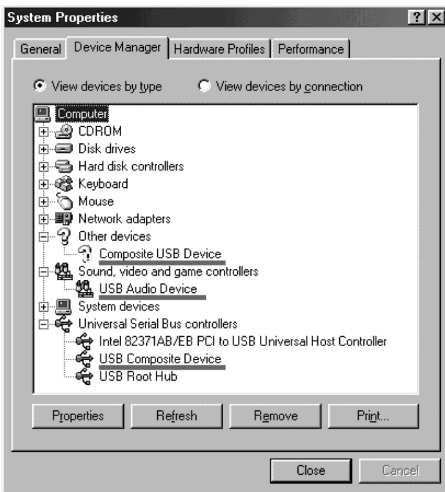 System Properties
General
Device Manager
Hardware Profiles
Performance
View devices by type
View devices by connection
Computer
CDROM
Disk drives
Hard disk controllers
Keyboard
Mouse
Network adapters
Other devices
Composite USB Device
Sound, video and game controllers
USB Audio Device
System devices
Universal Serial Bus controllers
Intel 82371AB/EB PCI to USB Universal Host Controller
USB Composite Device
USB Root Hub
Properties
Refresh
Remove
Print...
Close
Cancel